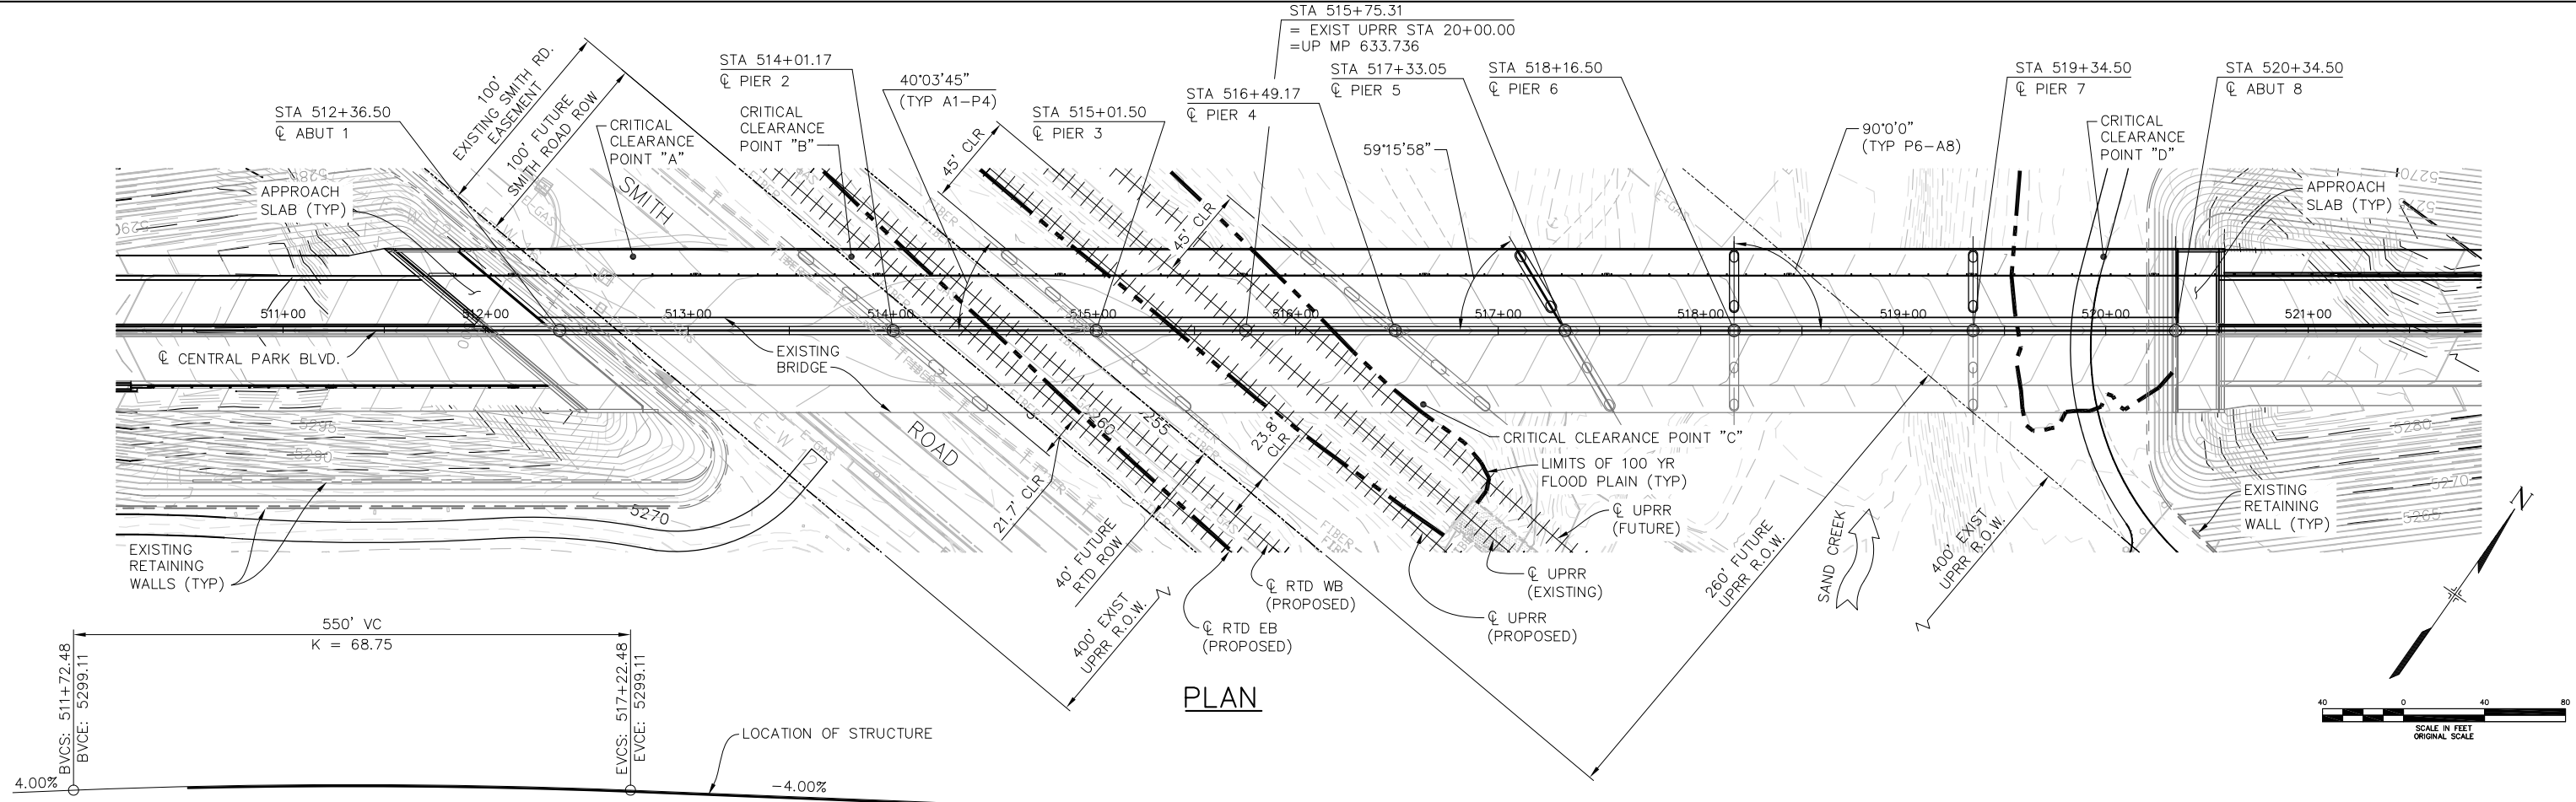 STA 515+75.31
= EXIST UPRR STA 20+00.00
=UP MP 633.736
STA 514+01.17
℄ PIER 2
40°03'45"
(TYP A1-P4)
STA 517+33.05
℄ PIER 5
STA 518+16.50
℄ PIER 6
STA 519+34.50
℄ PIER 7
STA 520+34.50
℄ ABUT 8
STA 512+36.50
℄ ABUT 1
100'
EXISTING SMITH RD.
EASEMENT
100' FUTURE
SMITH ROAD ROW
CRITICAL
CLEARANCE
POINT "A"
CRITICAL
CLEARANCE
POINT "B"
STA 515+01.50
℄ PIER 3
STA 516+49.17
℄ PIER 4
45' CLR
45' CLR
59°15'58"
90°0'0"
(TYP P6-A8)
CRITICAL
CLEARANCE
POINT "D"
APPROACH
SLAB (TYP)
APPROACH
SLAB (TYP)
SMITH
FIBER
FIBER
E-GAS
5270
511+00
512+00
513+00
514+00
515+00
516+00
517+00
518+00
519+00
520+00
521+00
℄ CENTRAL PARK BLVD.
EXISTING
BRIDGE
ROAD
5295
5290
5280
5270
5265
260
255
23.8'
CLR
21.7' CLR
CRITICAL CLEARANCE POINT "C"
LIMITS OF 100 YR
FLOOD PLAIN (TYP)
℄ UPRR
(FUTURE)
℄ UPRR
(EXISTING)
℄ UPRR
(PROPOSED)
℄ RTD WB
(PROPOSED)
℄ RTD EB
(PROPOSED)
40' FUTURE
RTD ROW
400' EXIST
UPRR R.O.W.
260' FUTURE
UPRR R.O.W.
SAND CREEK
400' EXIST
UPRR R.O.W.
EXISTING
RETAINING
WALL (TYP)
N
5270
EXISTING
RETAINING
WALLS (TYP)
550' VC
K = 68.75
BVCS: 511+72.48
BVCE: 5299.11
EVCS: 517+22.48
EVCE: 5299.11
PLAN
LOCATION OF STRUCTURE
4.00%
-4.00%
40 0 40 80
SCALE IN FEET
ORIGINAL SCALE